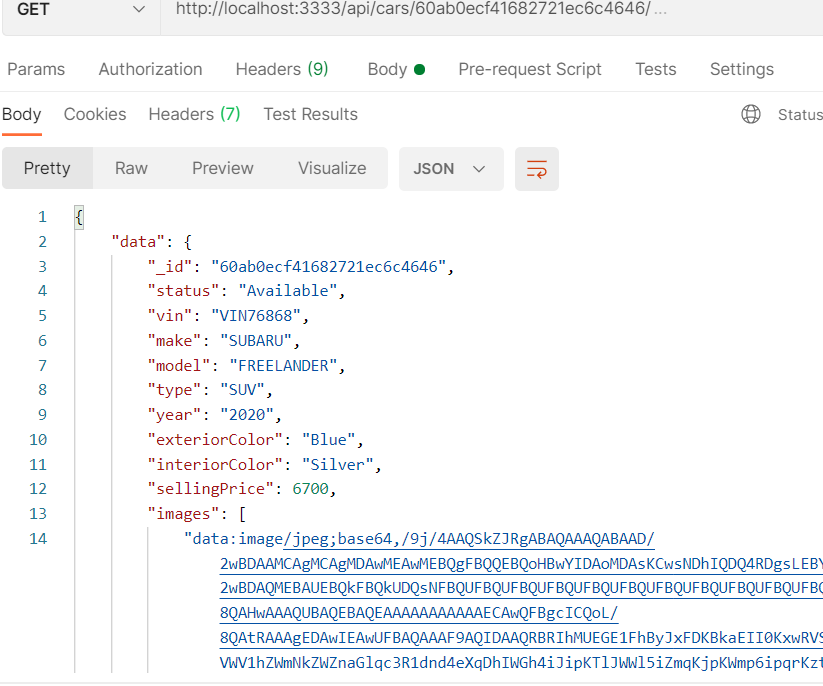 GET http://localhost:3333/api/cars/60ab0ecf41682721ec6c4646/ ...
Params Authorization Headers (9) Body Pre-request Script Tests Settings
Body Cookies Headers (7) Test Results Status
Pretty Raw Preview Visualize JSON
1 {
2 "data": {
3 "_id": "60ab0ecf41682721ec6c4646",
4 "status": "Available",
5 "vin": "VIN76868",
6 "make": "SUBARU",
7 "model": "FREELANDER",
8 "type": "SUV",
9 "year": "2020",
10 "exteriorColor": "Blue",
11 "interiorColor": "Silver",
12 "sellingPrice": 6700,
13 "images": [
14 "data:image/jpeg;base64,/9j/4AAQSkZJRgABAQAAAQABAAD/
2wBDAAMCAgMCAgMDAwMEAwMEBQgFBQQEBQoHBwYIDAoMDAsKCwsNDhIQDQ4RDgsLEBY
2wBDAQMEBAUEBQkFBQkUDQsNFBQUFBQUFBQUFBQUFBQUFBQUFBQUFBQUFBQUFBQUFBQ
8QAHwAAAQUBAQEBAQEAAAAAAAAAAAECAwQFBgcICQoL/
8QAtRAAAgEDAwIEAwUFBAQAAAF9AQIDAAQRBRIhMUEGE1FhByJxFDKBkaEII0KxwRVS
VWV1hZWmNkZWZnaGlqc3R1dnd4eXqDhIWGh4iJipKTlJWWl5iZmqKjpKWmp6ipqrKzt